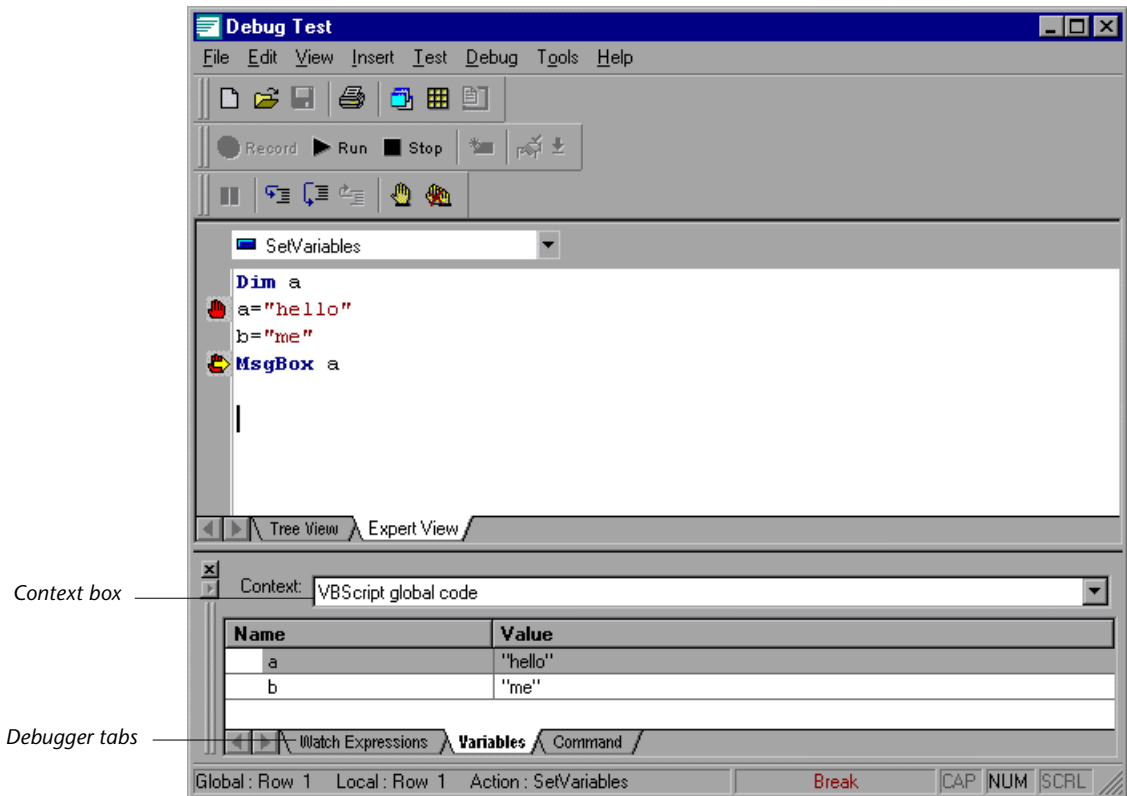 Debug Test
File Edit View Insert Test Debug Tools Help
Record Run Stop
SetVariables
Dim a
a="hello"
b="me"
MsgBox a
Tree View Expert View
Context box
Context: VBScript global code
Name Value
a "hello"
b "me"
Debugger tabs
Watch Expressions Variables Command
Global : Row 1 Local : Row 1 Action : SetVariables Break CAP NUM SCRL